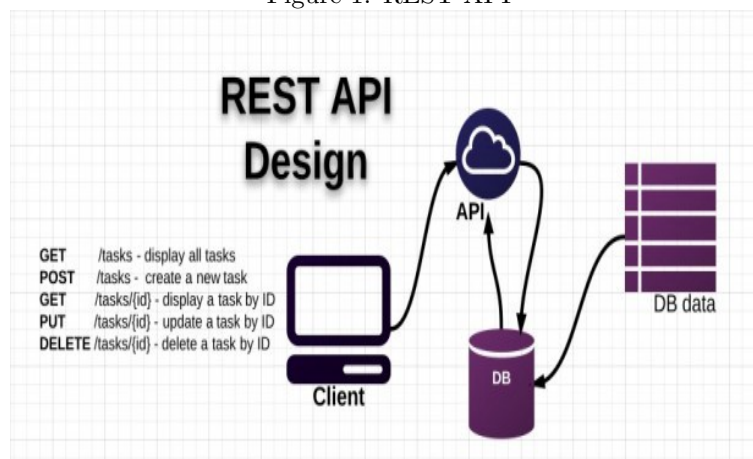 Figure 1: REST API
REST API
Design
API
GET /tasks - display all tasks
POST /tasks - create a new task
GET /tasks/{id} - display a task by ID
PUT /tasks/{id} - update a task by ID
DELETE /tasks/{id} - delete a task by ID
Client
DB
DB data